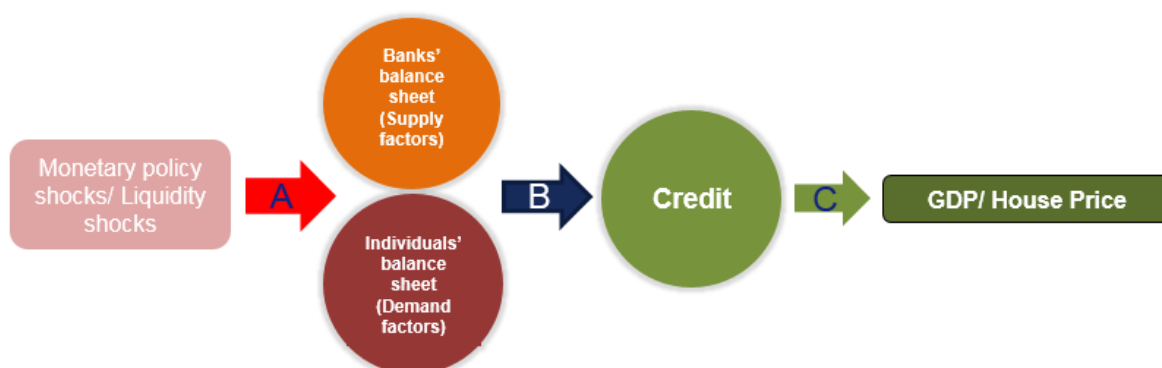 Banks'
balance
sheet
(Supply
factors)
Monetary policy
shocks/ Liquidity
shocks
A
B
Credit
C
GDP/ House Price
Individuals'
balance
sheet
(Demand
factors)